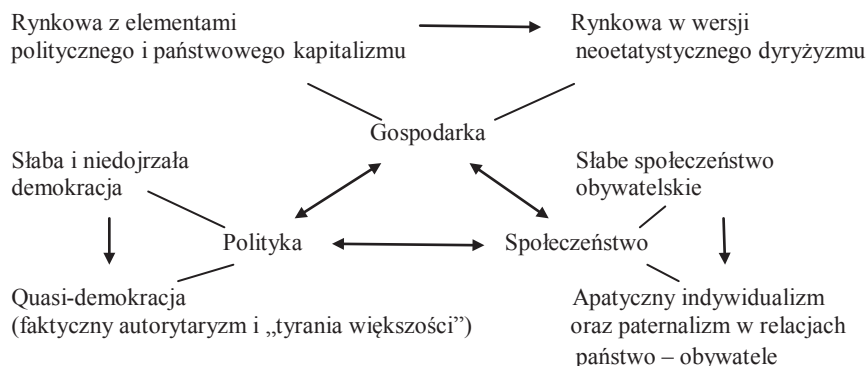 Rynkowa z elementami
politycznego i państwowego kapitalizmu
Rynkowa w wersji
neoetatystycznego dyryżyzmu
Gospodarka
Słaba i niedojrzała
demokracja
Słabe społeczeństwo
obywatelskie
Polityka
Społeczeństwo
Quasi-demokracja
(faktyczny autorytaryzm i „tyrania większości”)
Apatyczny indywidualizm
oraz paternalizm w relacjach
państwo – obywatele